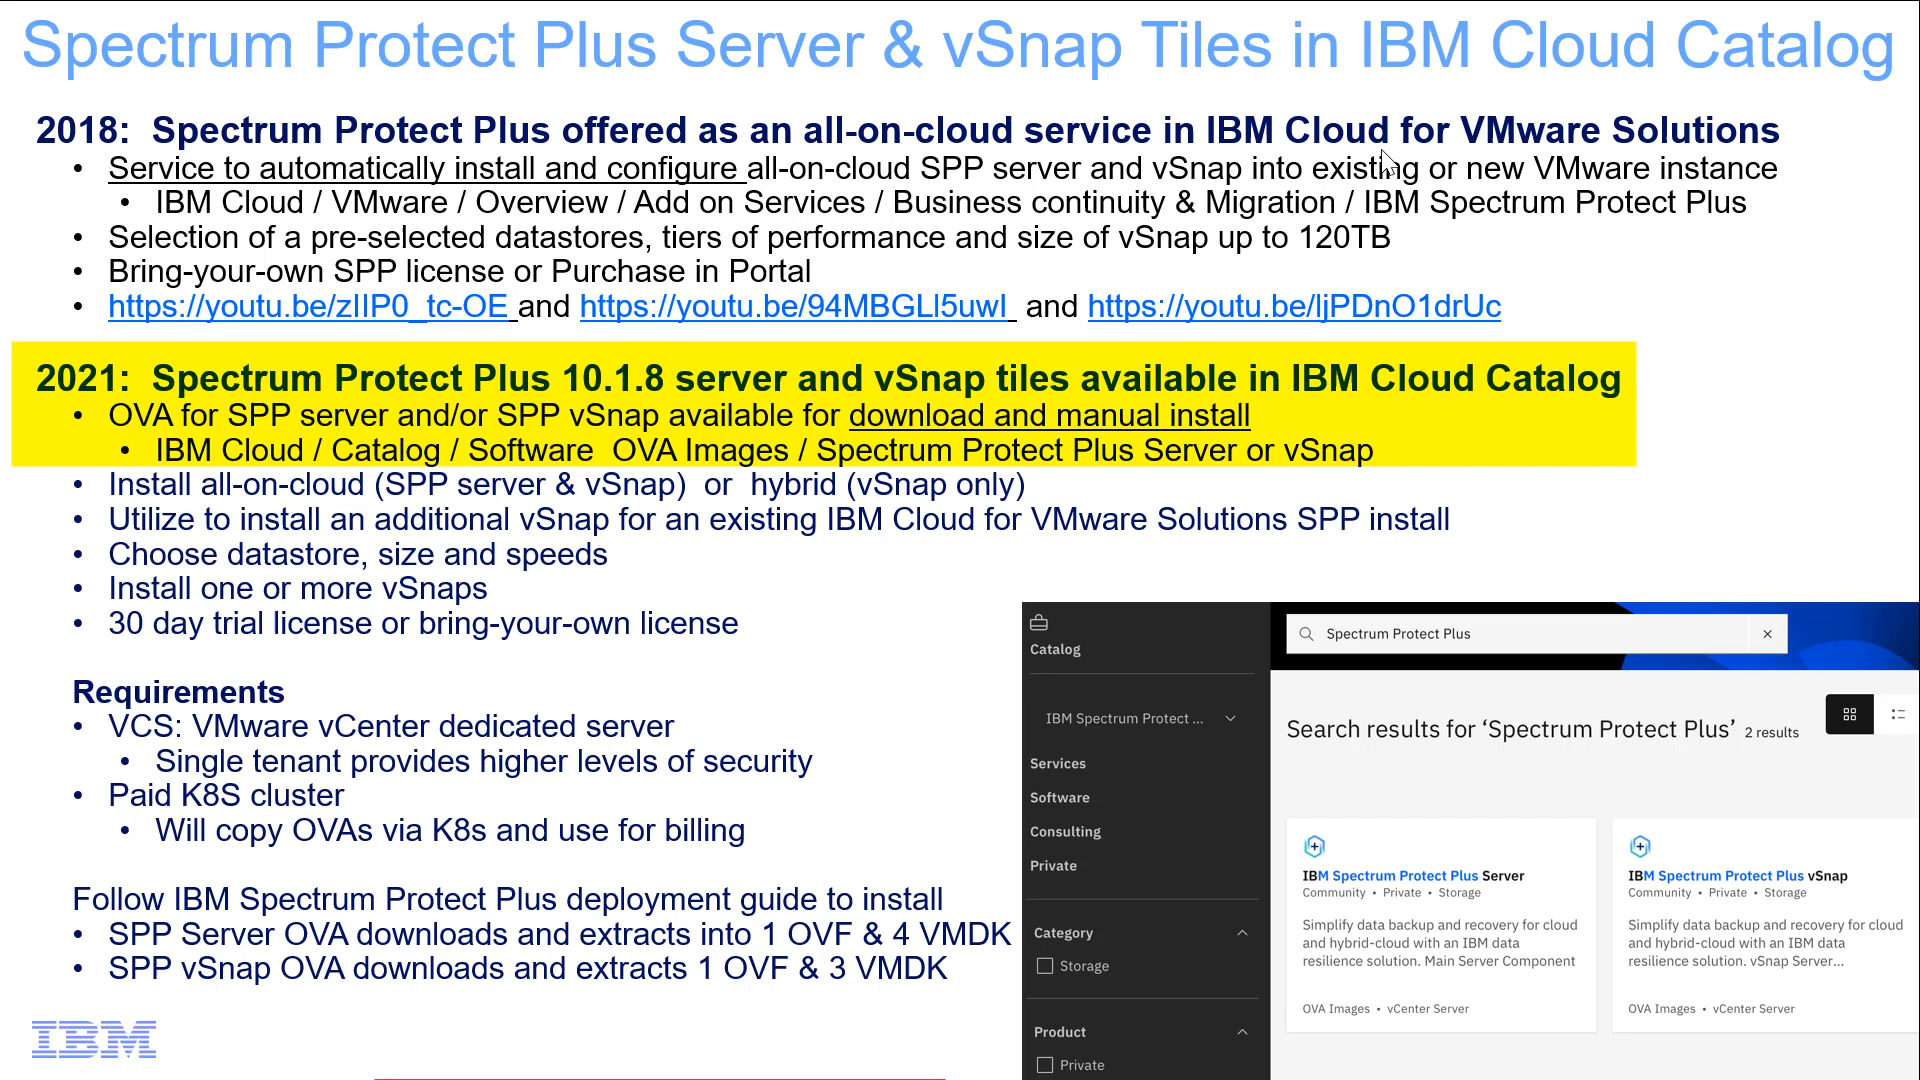 Spectrum Protect Plus Server & vSnap Tiles in IBM Cloud Catalog
2018: Spectrum Protect Plus offered as an all-on-cloud service in IBM Cloud for VMware Solutions
• Service to automatically install and configure all-on-cloud SPP server and vSnap into existing or new VMware instance
• IBM Cloud / VMware / Overview / Add on Services / Business continuity & Migration / IBM Spectrum Protect Plus
• Selection of a pre-selected datastores, tiers of performance and size of vSnap up to 120TB
• Bring-your-own SPP license or Purchase in Portal
• https://youtu.be/zIIP0_tc-OE and https://youtu.be/94MBGLl5uwI and https://youtu.be/ljPDnO1drUc
2021: Spectrum Protect Plus 10.1.8 server and vSnap tiles available in IBM Cloud Catalog
• OVA for SPP server and/or SPP vSnap available for download and manual install
• IBM Cloud / Catalog / Software OVA Images / Spectrum Protect Plus Server or vSnap
• Install all-on-cloud (SPP server & vSnap) or hybrid (vSnap only)
• Utilize to install an additional vSnap for an existing IBM Cloud for VMware Solutions SPP install
• Choose datastore, size and speeds
• Install one or more vSnaps
• 30 day trial license or bring-your-own license
Requirements
• VCS: VMware vCenter dedicated server
• Single tenant provides higher levels of security
• Paid K8S cluster
• Will copy OVAs via K8s and use for billing
Follow IBM Spectrum Protect Plus deployment guide to install
• SPP Server OVA downloads and extracts into 1 OVF & 4 VMDK
• SPP vSnap OVA downloads and extracts 1 OVF & 3 VMDK
IBM
Catalog
IBM Spectrum Protect ...
Services
Software
Consulting
Private
Category
Storage
Product
Private
Spectrum Protect Plus
Search results for ‘Spectrum Protect Plus’ 2 results
IBM Spectrum Protect Plus Server
Community • Private • Storage
Simplify data backup and recovery for cloud
and hybrid-cloud with an IBM data
resilience solution. Main Server Component
OVA Images • vCenter Server
IBM Spectrum Protect Plus vSnap
Community • Private • Storage
Simplify data backup and recovery for cloud
and hybrid-cloud with an IBM data
resilience solution. vSnap Server...
OVA Images • vCenter Server